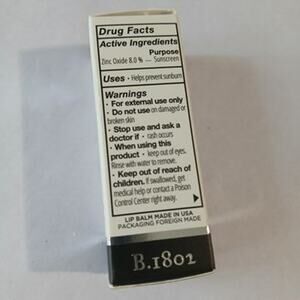 Drug Facts
Active Ingredients
Purpose
Zinc Oxide 8.0 % — Sunscreen
Uses • Helps prevent sunburn
Warnings
• For external use only
• Do not use on damaged or
broken skin
• Stop use and ask a
doctor if • rash occurs
• When using this
product • keep out of eyes.
Rinse with water to remove.
• Keep out of reach of
children. If swallowed, get
medical help or contact a Poison
Control Center right away.
LIP BALM MADE IN USA
PACKAGING FOREIGN MADE
B.1802